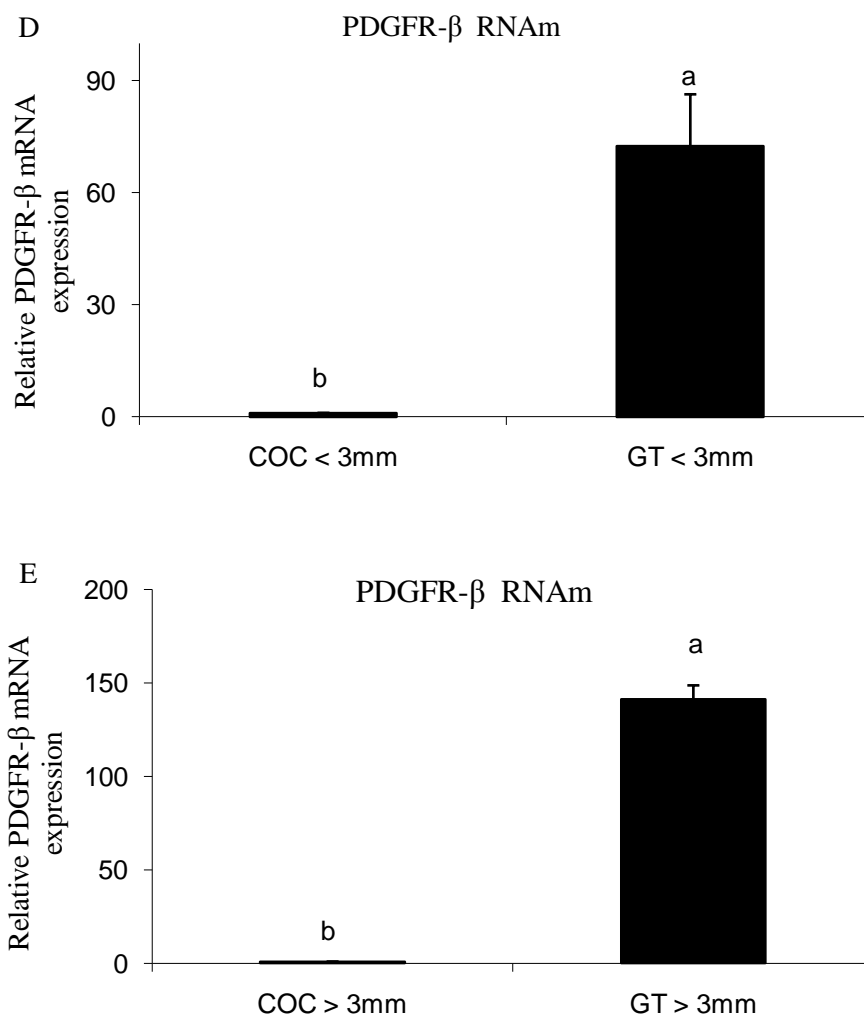 D
PDGFR-β RNAm
Relative PDGFR-β mRNA
expression
90
60
30
0
a
b
COC < 3mm
GT < 3mm
E
PDGFR-β RNAm
Relative PDGFR-β mRNA
expression
200
150
100
50
0
a
b
COC > 3mm
GT > 3mm